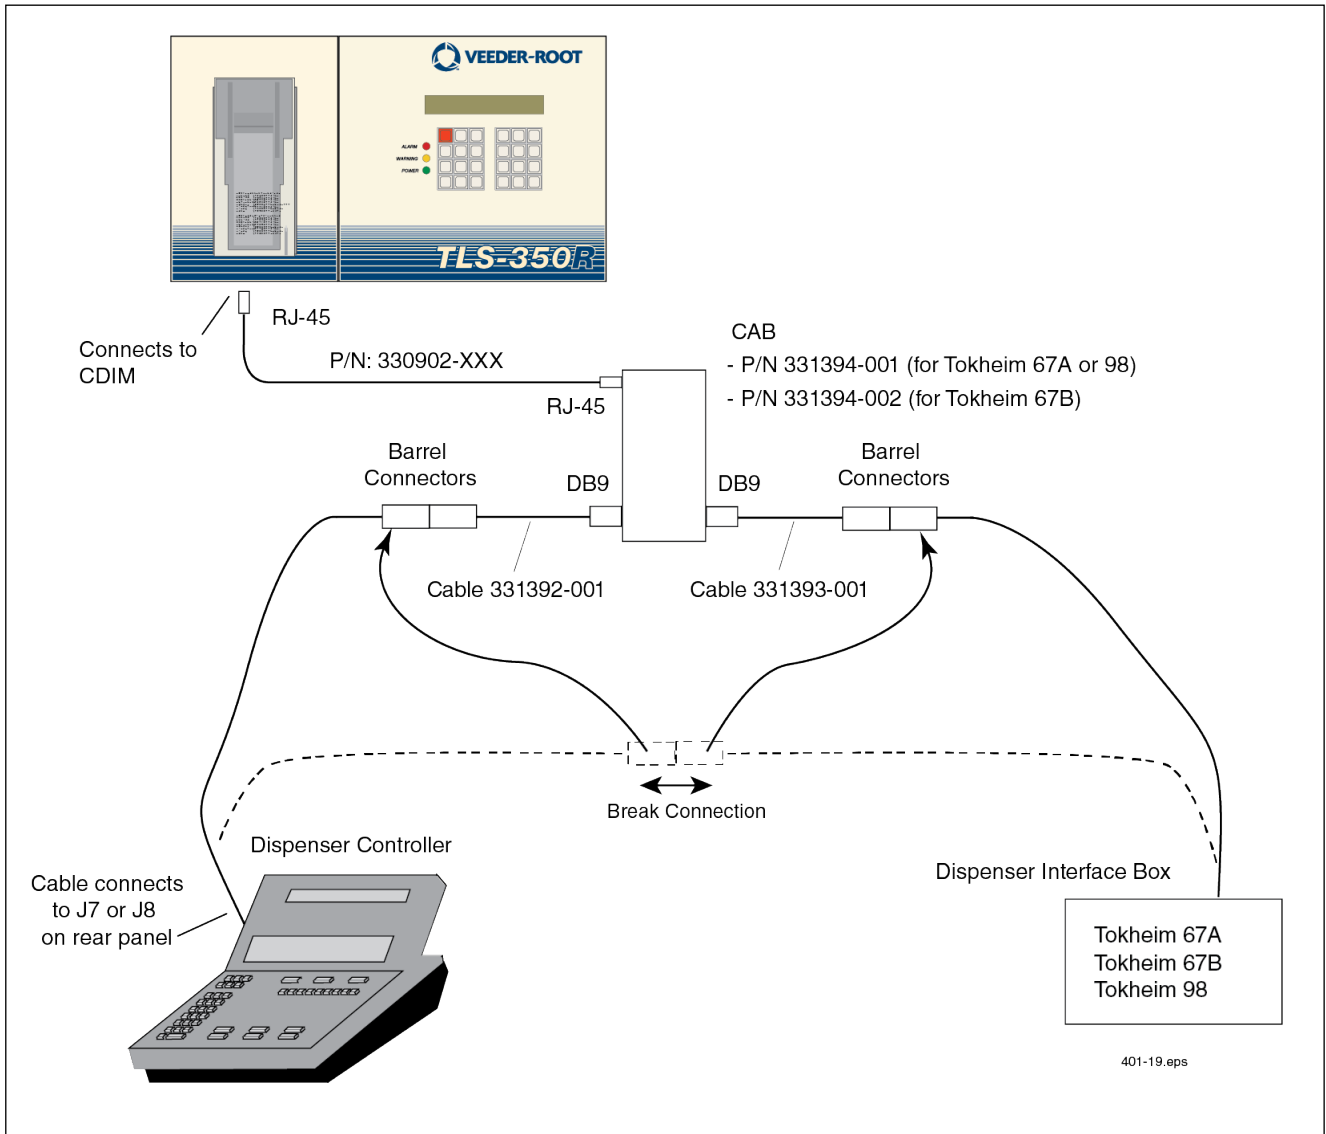 VEEDER-ROOT
ALARM
WARNING
POWER
TLS-350R
RJ-45
Connects to
CDIM
P/N: 330902-XXX
RJ-45
CAB
- P/N 331394-001 (for Tokheim 67A or 98)
- P/N 331394-002 (for Tokheim 67B)
Barrel
Connectors
DB9
DB9
Barrel
Connectors
Cable 331392-001
Cable 331393-001
Break Connection
Dispenser Controller
Cable connects
to J7 or J8
on rear panel
Dispenser Interface Box
Tokheim 67A
Tokheim 67B
Tokheim 98
401-19.eps